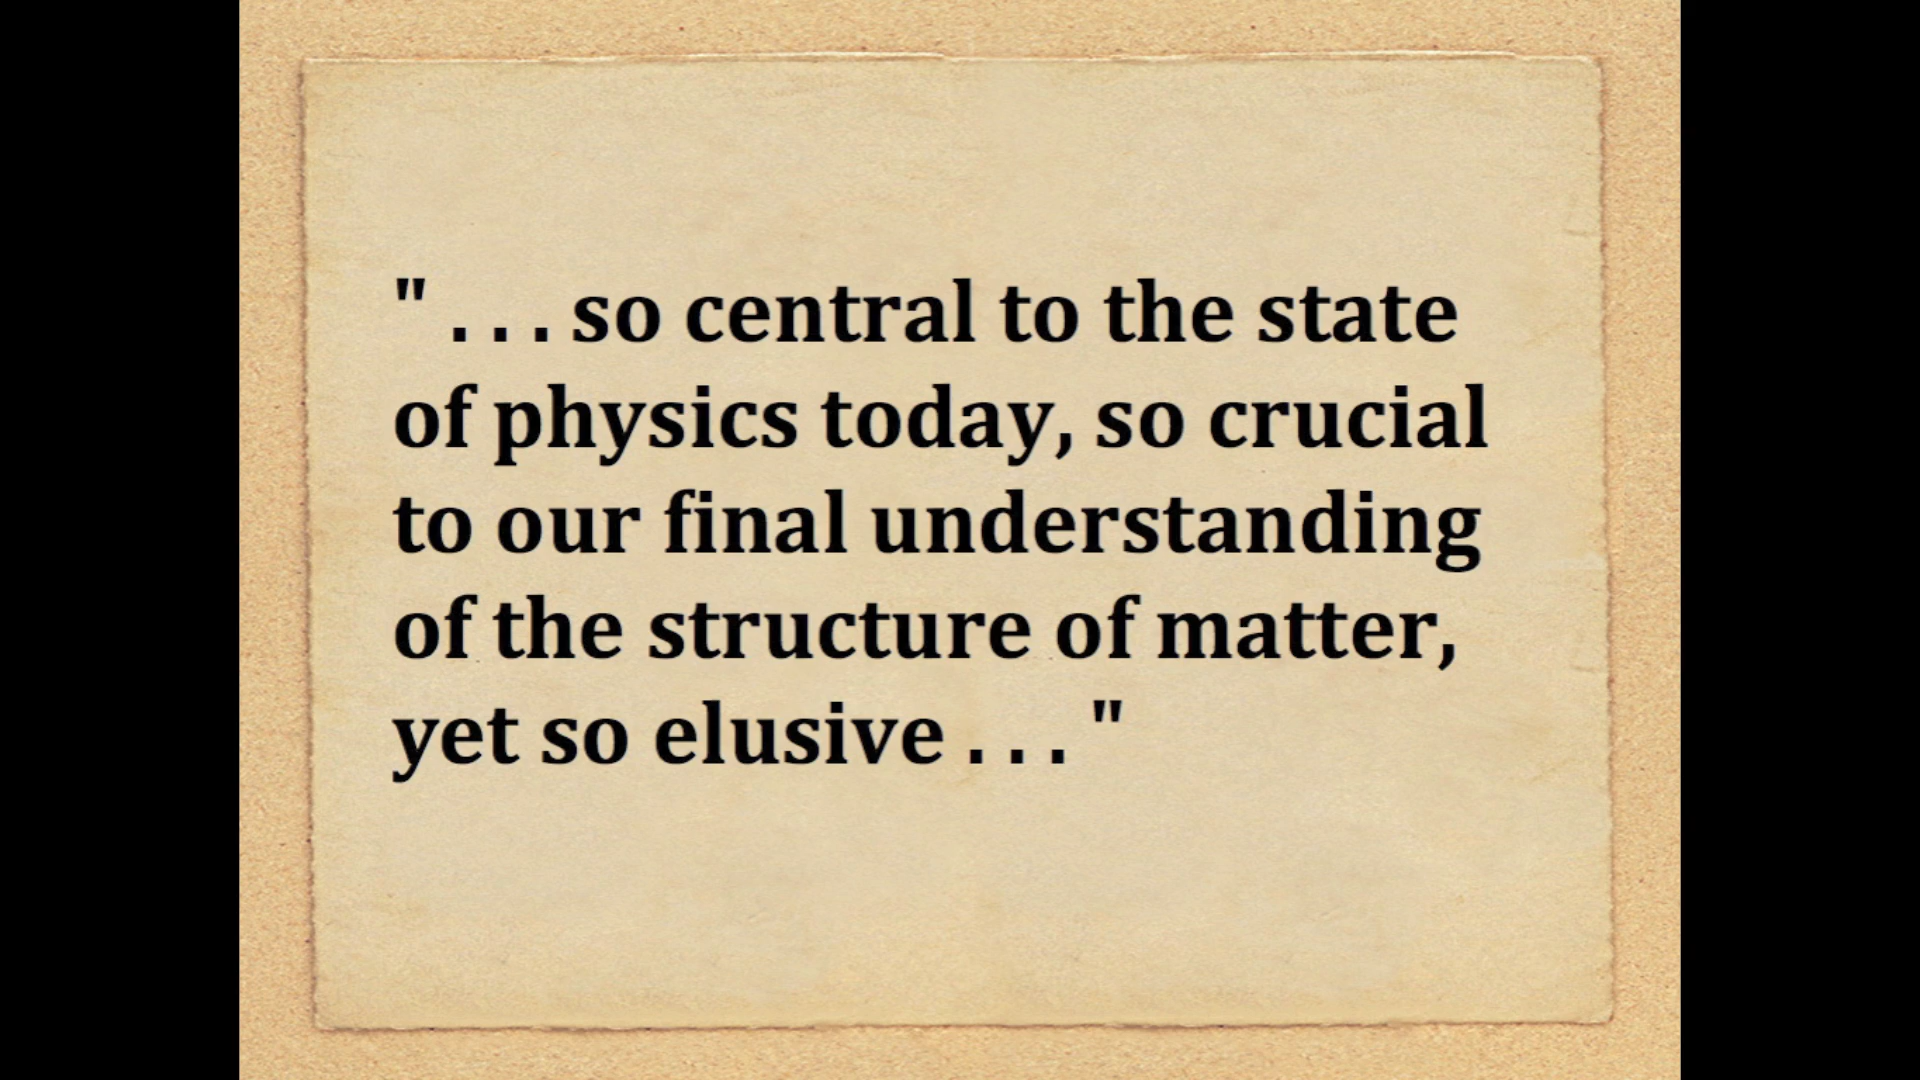 " . . . so central to the state
of physics today, so crucial
to our final understanding
of the structure of matter,
yet so elusive . . . "